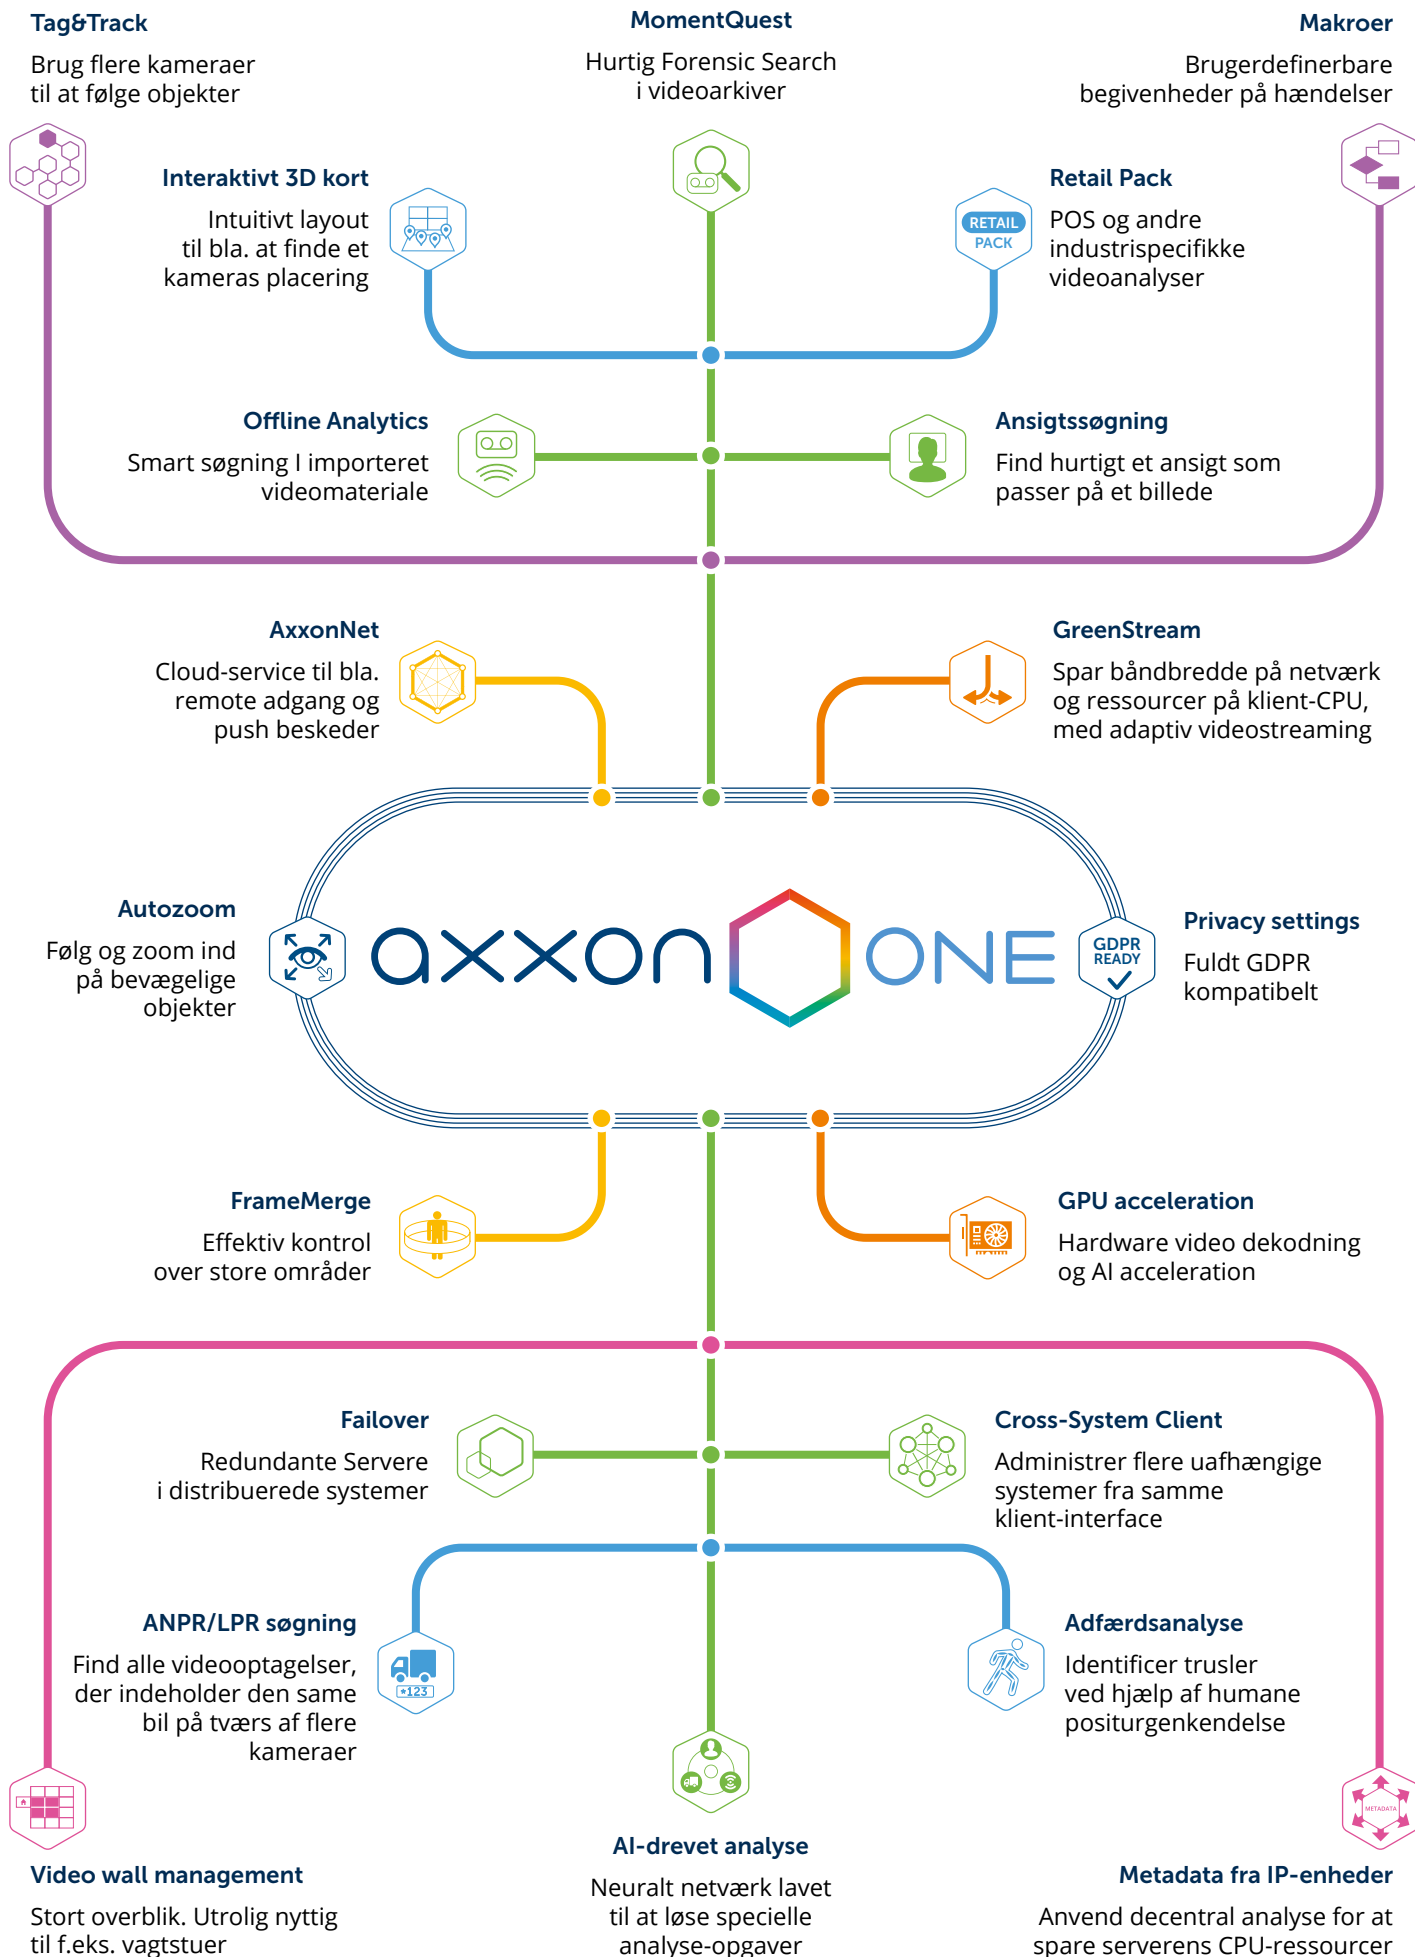 Tag&Track
Brug flere kameraer
til at følge objekter
MomentQuest
Hurtig Forensic Search
i videoarkiver
Makroer
Brugerdefinerbare
begivenheder på hændelser
Interaktivt 3D kort
Intuitivt layout
til bla. at finde et
kameras placering
RETAIL
PACK
Retail Pack
POS og andre
industrispecifikke
videoanalyser
Offline Analytics
Smart søgning I importeret
videomateriale
Ansigtssøgning
Find hurtigt et ansigt som
passer på et billede
AxxonNet
Cloud-service til bla.
remote adgang og
push beskeder
GreenStream
Spar båndbredde på netværk
og ressourcer på klient-CPU,
med adaptiv videostreaming
Autozoom
Følg og zoom ind
på bevægelige
objekter
axxon ONE
GDPR
READY
Privacy settings
Fuldt GDPR
kompatibelt
FrameMerge
Effektiv kontrol
over store områder
GPU acceleration
Hardware video dekodning
og AI acceleration
Failover
Redundante Servere
i distribuerede systemer
Cross-System Client
Administrer flere uafhængige
systemer fra samme
klient-interface
ANPR/LPR søgning
Find alle videooptagelser,
der indeholder den same
bil på tværs af flere
kameraer
*123
Adfærdsanalyse
Identificer trusler
ved hjælp af humane
positurgenkendelse
Video wall management
Stort overblik. Utrolig nyttig
til f.eks. vagtstuer
AI-drevet analyse
Neuralt netværk lavet
til at løse specielle
analyse-opgaver
METADATA
Metadata fra IP-enheder
Anvend decentral analyse for at
spare serverens CPU-ressourcer